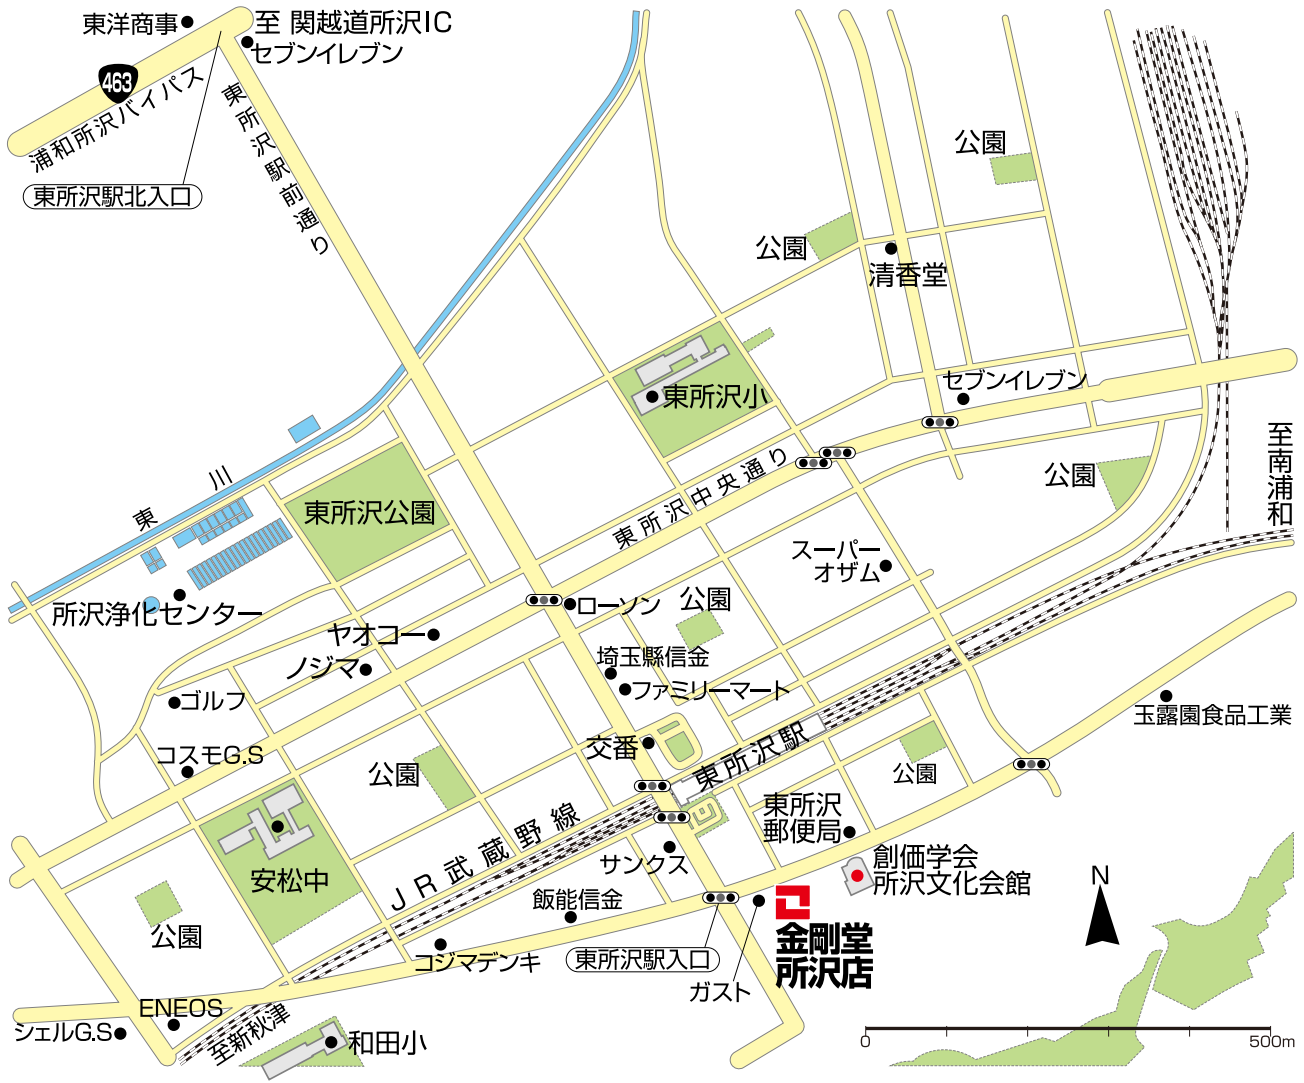 東洋商事
至 関越道所沢IC
セブンイレブン
463
浦和所沢バイパス
東所沢駅北入口
東所沢駅前通り
公園
公園
清香堂
セブンイレブン
東所沢小
東所沢中央通り
公園
至南浦和
東川
東所沢公園
所沢浄化センター
スーパー
オザム
ローソン
公園
ヤオコー
ノジマ
埼玉縣信金
ファミリーマート
ゴルフ
コスモG.S
交番
東所沢駅
公園
玉露園食品工業
公園
東所沢
郵便局
JR武蔵野線
サンクス
安松中
創価学会
所沢文化会館
N
飯能信金
公園
コジマデンキ
東所沢駅入口
金剛堂
所沢店
ガスト
ENEOS
シェルG.S
至新秋津
和田小
0
500m